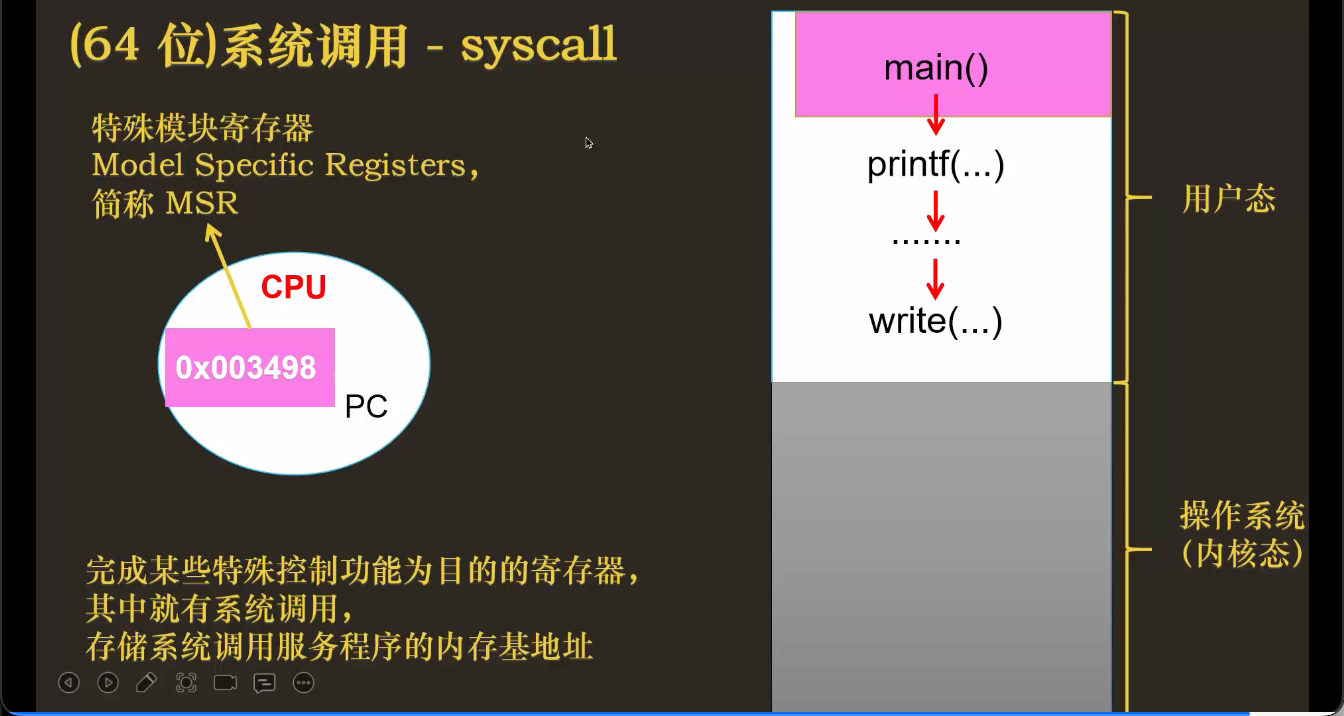 (64 位)系统调用 - syscall
特殊模块寄存器
Model Specific Registers,
简称 MSR
CPU
0x003498
PC
完成某些特殊控制功能为目的的寄存器，
其中就有系统调用，
存储系统调用服务程序的内存基地址
main()
printf(...)
.......
write(...)
用户态
操作系统
（内核态）